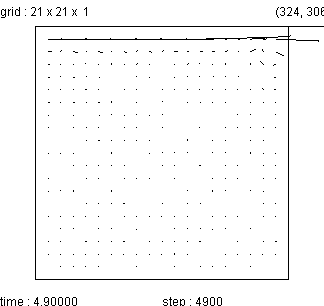 grid : 21 x 21 x 1
(324, 306
time : 4.90000
step : 4900